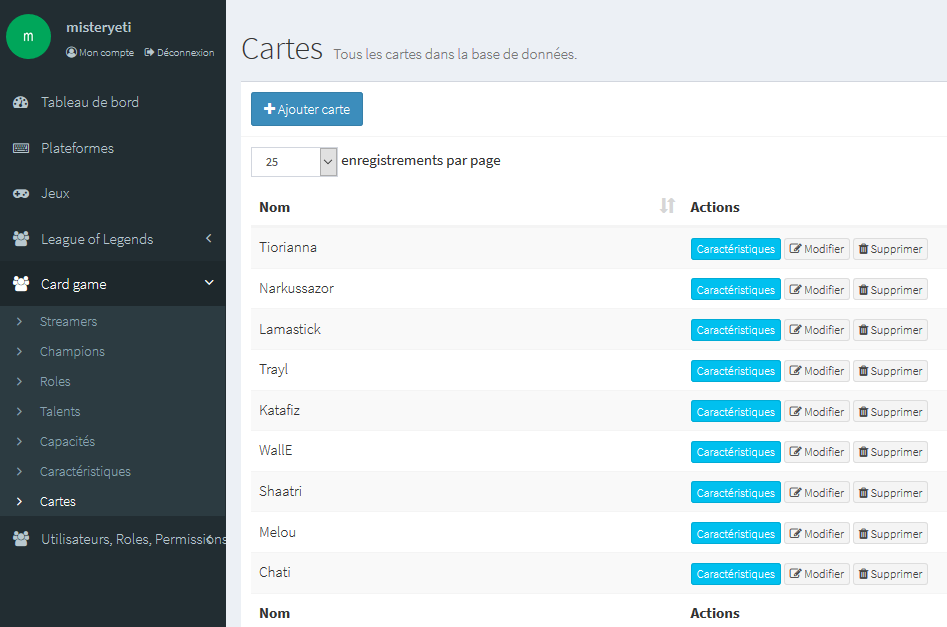 m
misteryeti
Mon compte Déconnexion
Tableau de bord
Plateformes
Jeux
League of Legends
Card game
Streamers
Champions
Roles
Talents
Capacités
Caractéristiques
Cartes
Utilisateurs, Roles, Permissions
Cartes Tous les cartes dans la base de données.
Ajouter carte
25 enregistrements par page
Nom Actions
Tiorianna Caractéristiques Modifier Supprimer
Narkussazor Caractéristiques Modifier Supprimer
Lamastick Caractéristiques Modifier Supprimer
Trayl Caractéristiques Modifier Supprimer
Katafiz Caractéristiques Modifier Supprimer
WallE Caractéristiques Modifier Supprimer
Shaatri Caractéristiques Modifier Supprimer
Melou Caractéristiques Modifier Supprimer
Chati Caractéristiques Modifier Supprimer
Nom Actions